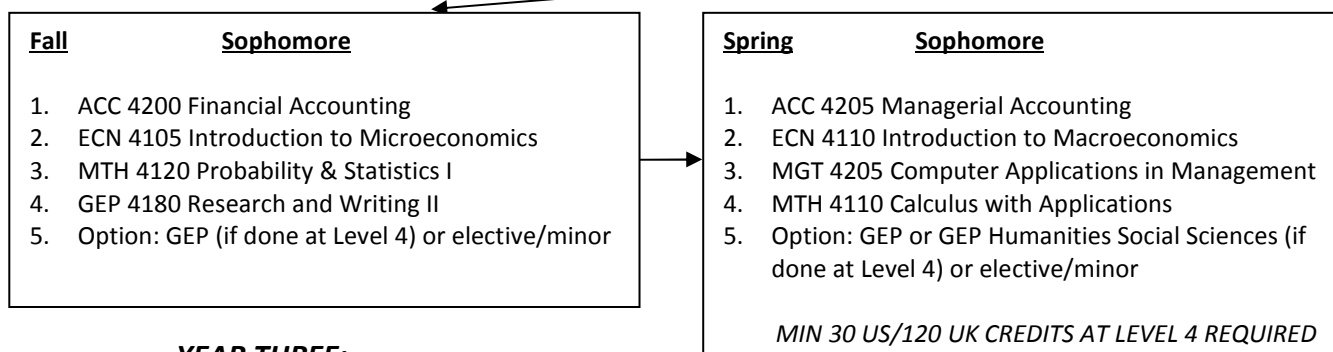 Fall Sophomore
1. ACC 4200 Financial Accounting
2. ECN 4105 Introduction to Microeconomics
3. MTH 4120 Probability & Statistics I
4. GEP 4180 Research and Writing II
5. Option: GEP (if done at Level 4) or elective/minor
Spring Sophomore
1. ACC 4205 Managerial Accounting
2. ECN 4110 Introduction to Macroeconomics
3. MGT 4205 Computer Applications in Management
4. MTH 4110 Calculus with Applications
5. Option: GEP or GEP Humanities Social Sciences (if
done at Level 4) or elective/minor
MIN 30 US/120 UK CREDITS AT LEVEL 4 REQUIRED
YEAR THREE: